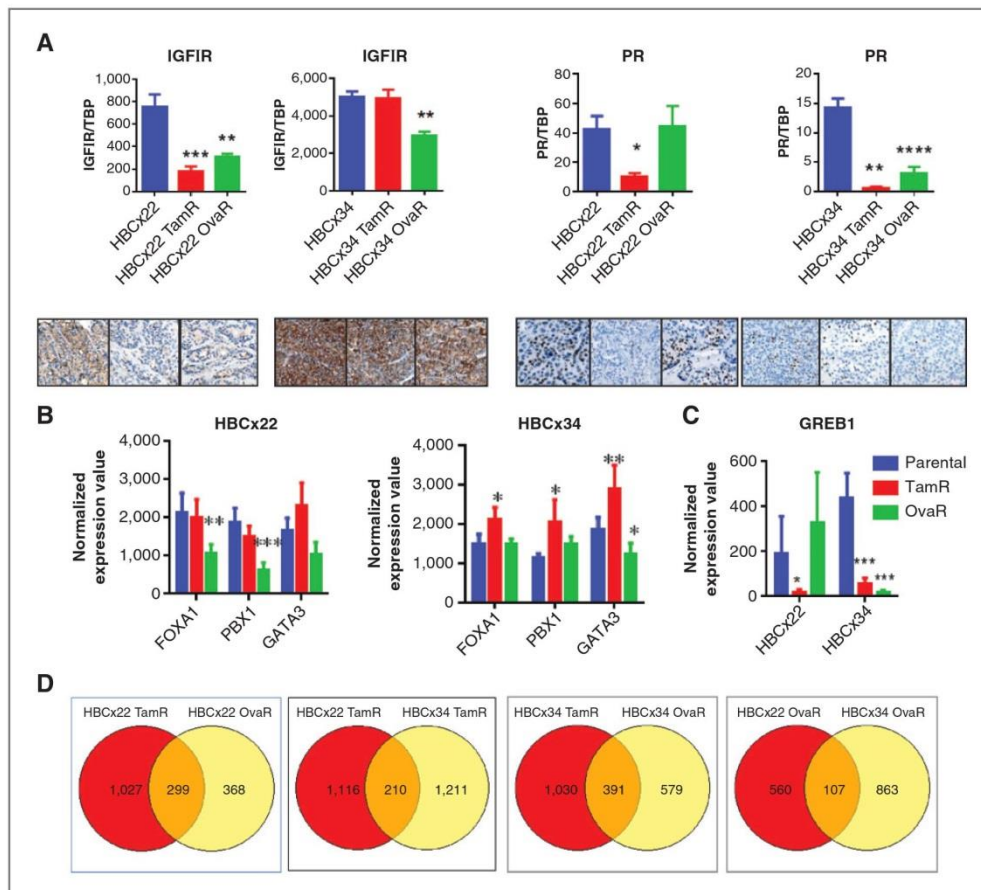 A
IGFIR
IGFIR/TBP
1,000
800
600
400
200
0
***
**
HBCx22
HBCx22 TamR
HBCx22 OvaR
IGFIR
IGFIR/TBP
6,000
4,000
2,000
0
**
HBCx34
HBCx34 TamR
HBCx34 OvaR
PR
PR/TBP
80
60
40
20
0
*
HBCx22
HBCx22 TamR
HBCx22 OvaR
PR
PR/TBP
20
15
10
5
0
**
****
HBCx34
HBCx34 TamR
HBCx34 OvaR
B
HBCx22
Normalized
expression value
4,000
3,000
2,000
1,000
0
**
***
FOXA1
PBX1
GATA3
HBCx34
Normalized
expression value
4,000
3,000
2,000
1,000
0
*
*
**
*
FOXA1
PBX1
GATA3
C
GREB1
Normalized
expression value
600
400
200
0
*
***
***
HBCx22
HBCx34
Parental
TamR
OvaR
D
HBCx22 TamR HBCx22 OvaR
1,027 299 368
HBCx22 TamR HBCx34 TamR
1,116 210 1,211
HBCx34 TamR HBCx34 OvaR
1,030 391 579
HBCx22 OvaR HBCx34 OvaR
560 107 863